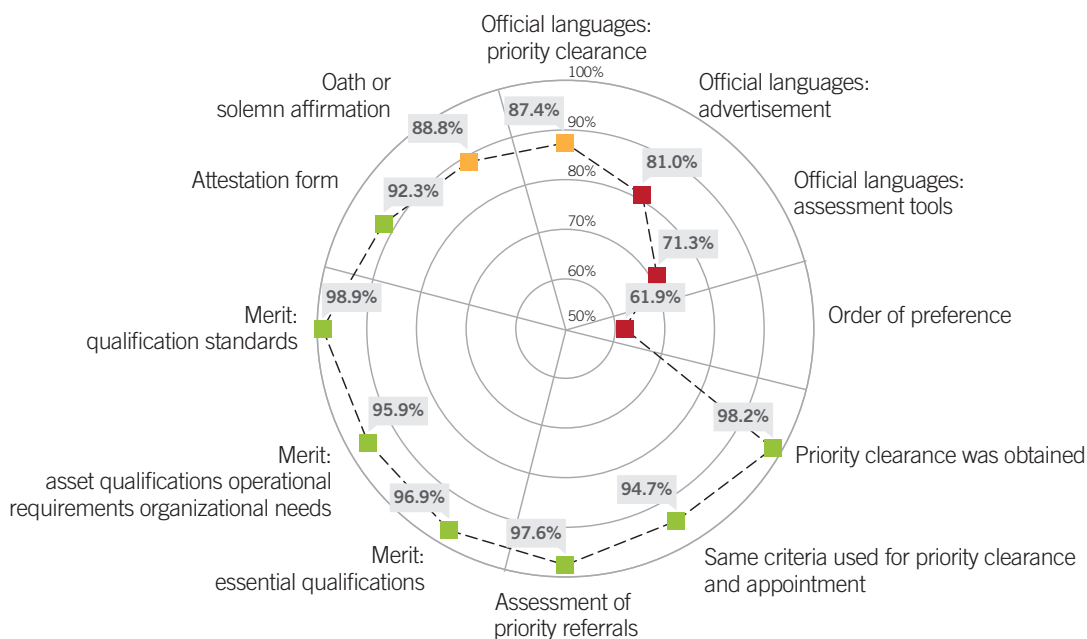 Official languages:
priority clearance
100%
Oath or
solemn affirmation
Official languages:
advertisement
87.4%
90%
88.8%
81.0%
Attestation form
92.3%
80%
Official languages:
assessment tools
70%
71.3%
60%
98.9%
61.9%
50%
Merit:
qualification standards
Order of preference
95.9%
98.2%
Merit:
asset qualifications operational
requirements organizational needs
Priority clearance was obtained
96.9%
94.7%
97.6%
Merit:
essential qualifications
Same criteria used for priority clearance
and appointment
Assessment of
priority referrals